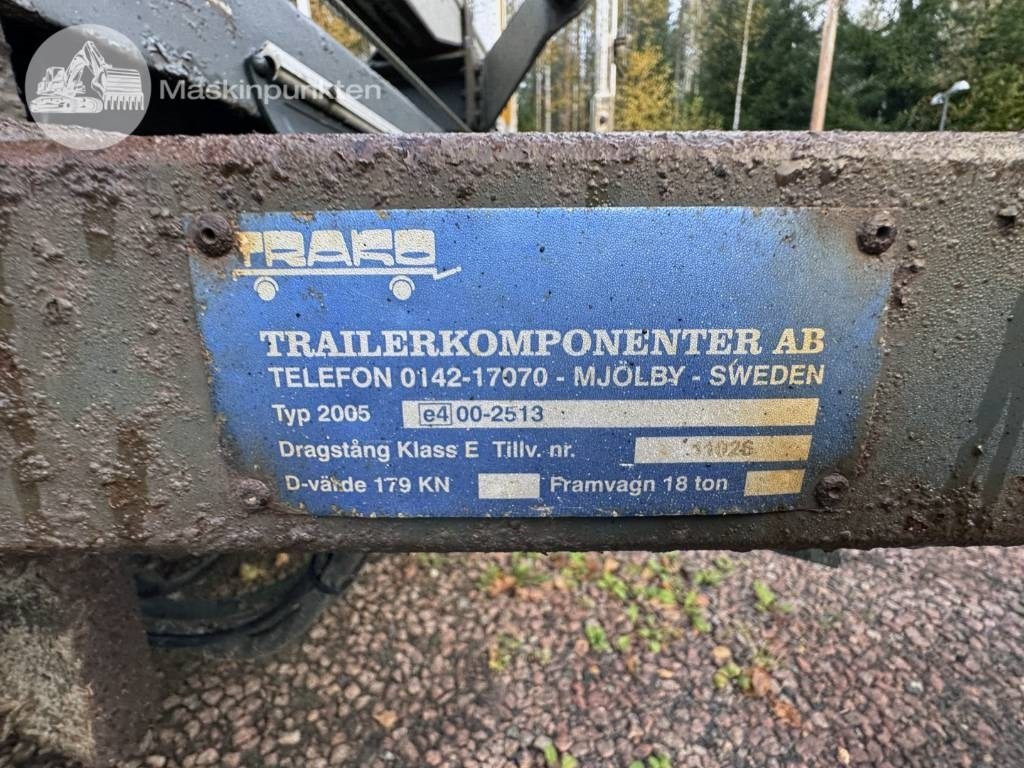 Maskinpunkten
TRAKO
TRAILERKOMPONENTER AB
TELEFON 0142-17070 - MJÖLBY - SWEDEN
Typ 2005 e4 00-2513
Dragstång Klass E Tillv. nr. 11026
D-värde 179 KN Framvagn 18 ton